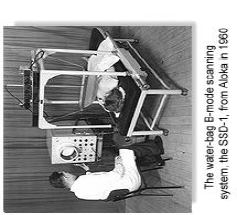 The water-bag B-mode scanning
system, the SSD-1, from Aloka in 1960